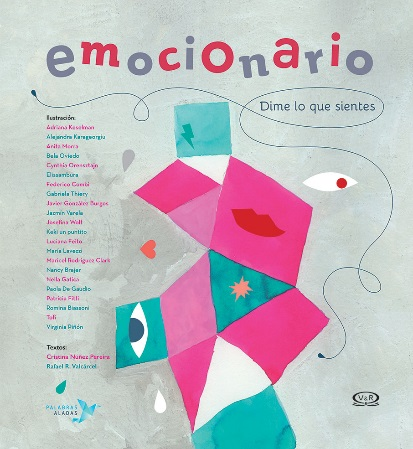 emocionario
Dime lo que sientes
Ilustración:
Adriana Keselman
Alejandra Karageorgiu
Anita Morra
Bela Oviedo
Cynthia Orensztajn
Elissambura
Federico Combi
Gabriela Thiery
Javier González Burgos
Jazmín Varela
Josefina Wolf
Keki un puntito
Luciana Feito
María Lavezzi
Maricel Rodríguez Clark
Nancy Brajer
Nella Gatica
Paola De Gaudio
Patricia Fitti
Romina Biassoni
Tofi
Virginia Piñón
Textos:
Cristina Núñez Pereira
Rafael R. Valcárcel
PALABRAS
ALADAS
V&R